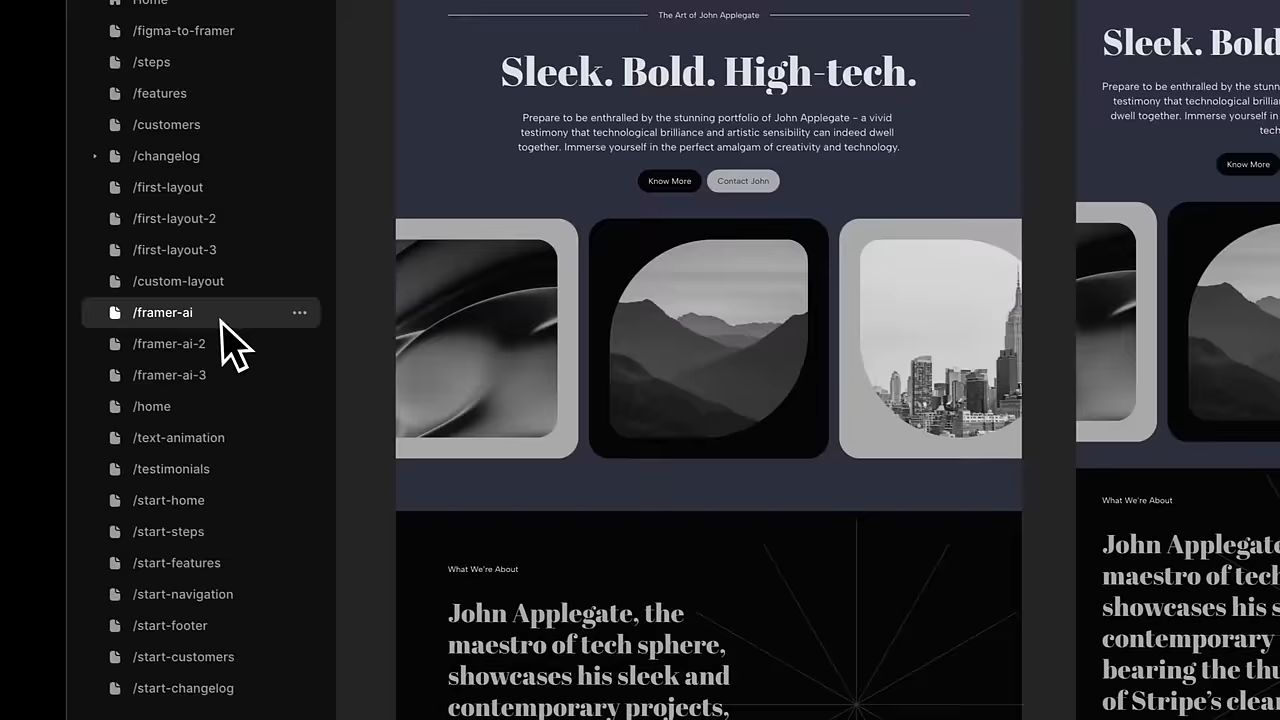 Home
/figma-to-framer
/steps
/features
/customers
/changelog
/first-layout
/first-layout-2
/first-layout-3
/custom-layout
/framer-ai
/framer-ai-2
/framer-ai-3
/home
/text-animation
/testimonials
/start-home
/start-steps
/start-features
/start-navigation
/start-footer
/start-customers
/start-changelog
The Art of John Applegate
Sleek. Bold. High-tech.
Prepare to be enthralled by the stunning portfolio of John Applegate - a vivid
testimony that technological brilliance and artistic sensibility can indeed dwell
together. Immerse yourself in the perfect amalgam of creativity and technology.
Know More
Contact John
What We're About
John Applegate, the
maestro of tech sphere,
showcases his sleek and
contemporary projects,
Sleek. Bold
Prepare to be enthralled by the stunn
testimony that technological brillia
dwell together. Immerse yourself in
tech
Know More
What We're About
John Applegate
maestro of tech
showcases his s
contemporary
bearing the thu
of Stripe's clea